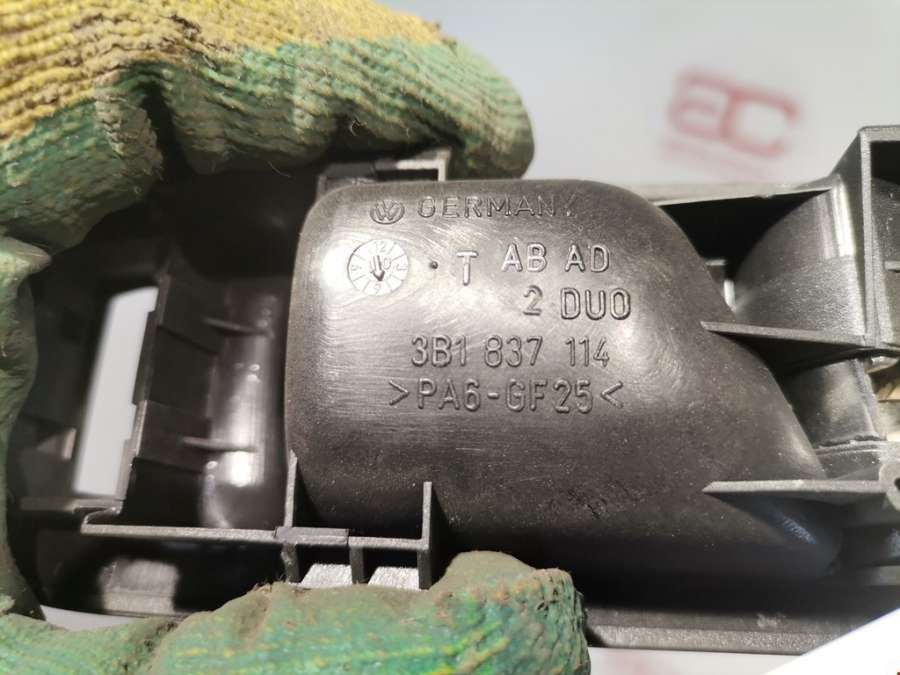 GERMANY
T AB AD
2 DUO
3B1 837 114
>PA6-GF25<